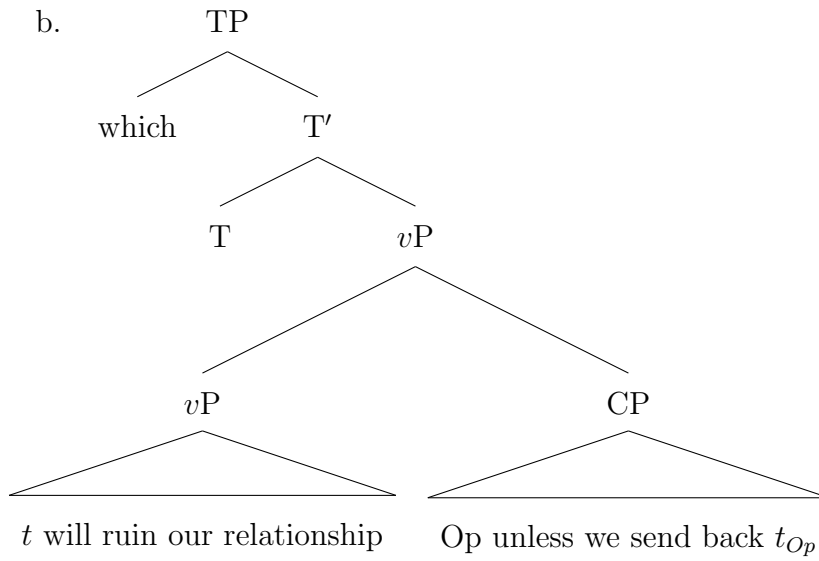 b. TP
which T′
T vP
vP CP
t will ruin our relationship Op unless we send back t_Op